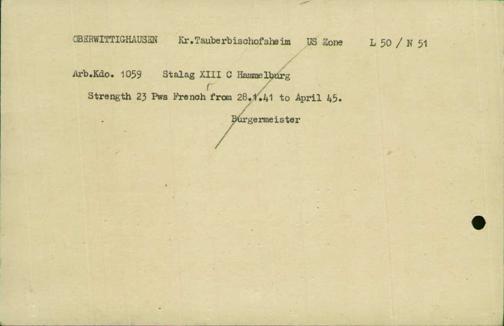 OBERWITTIGHAUSEN Kr.Tauberbischofsheim US Zone L 50 / N 51
Arb.Kdo. 1059 Stalag XIII C Hammelburg
Strength 23 Pws French from 28.1.41 to April 45.
Burgermeister